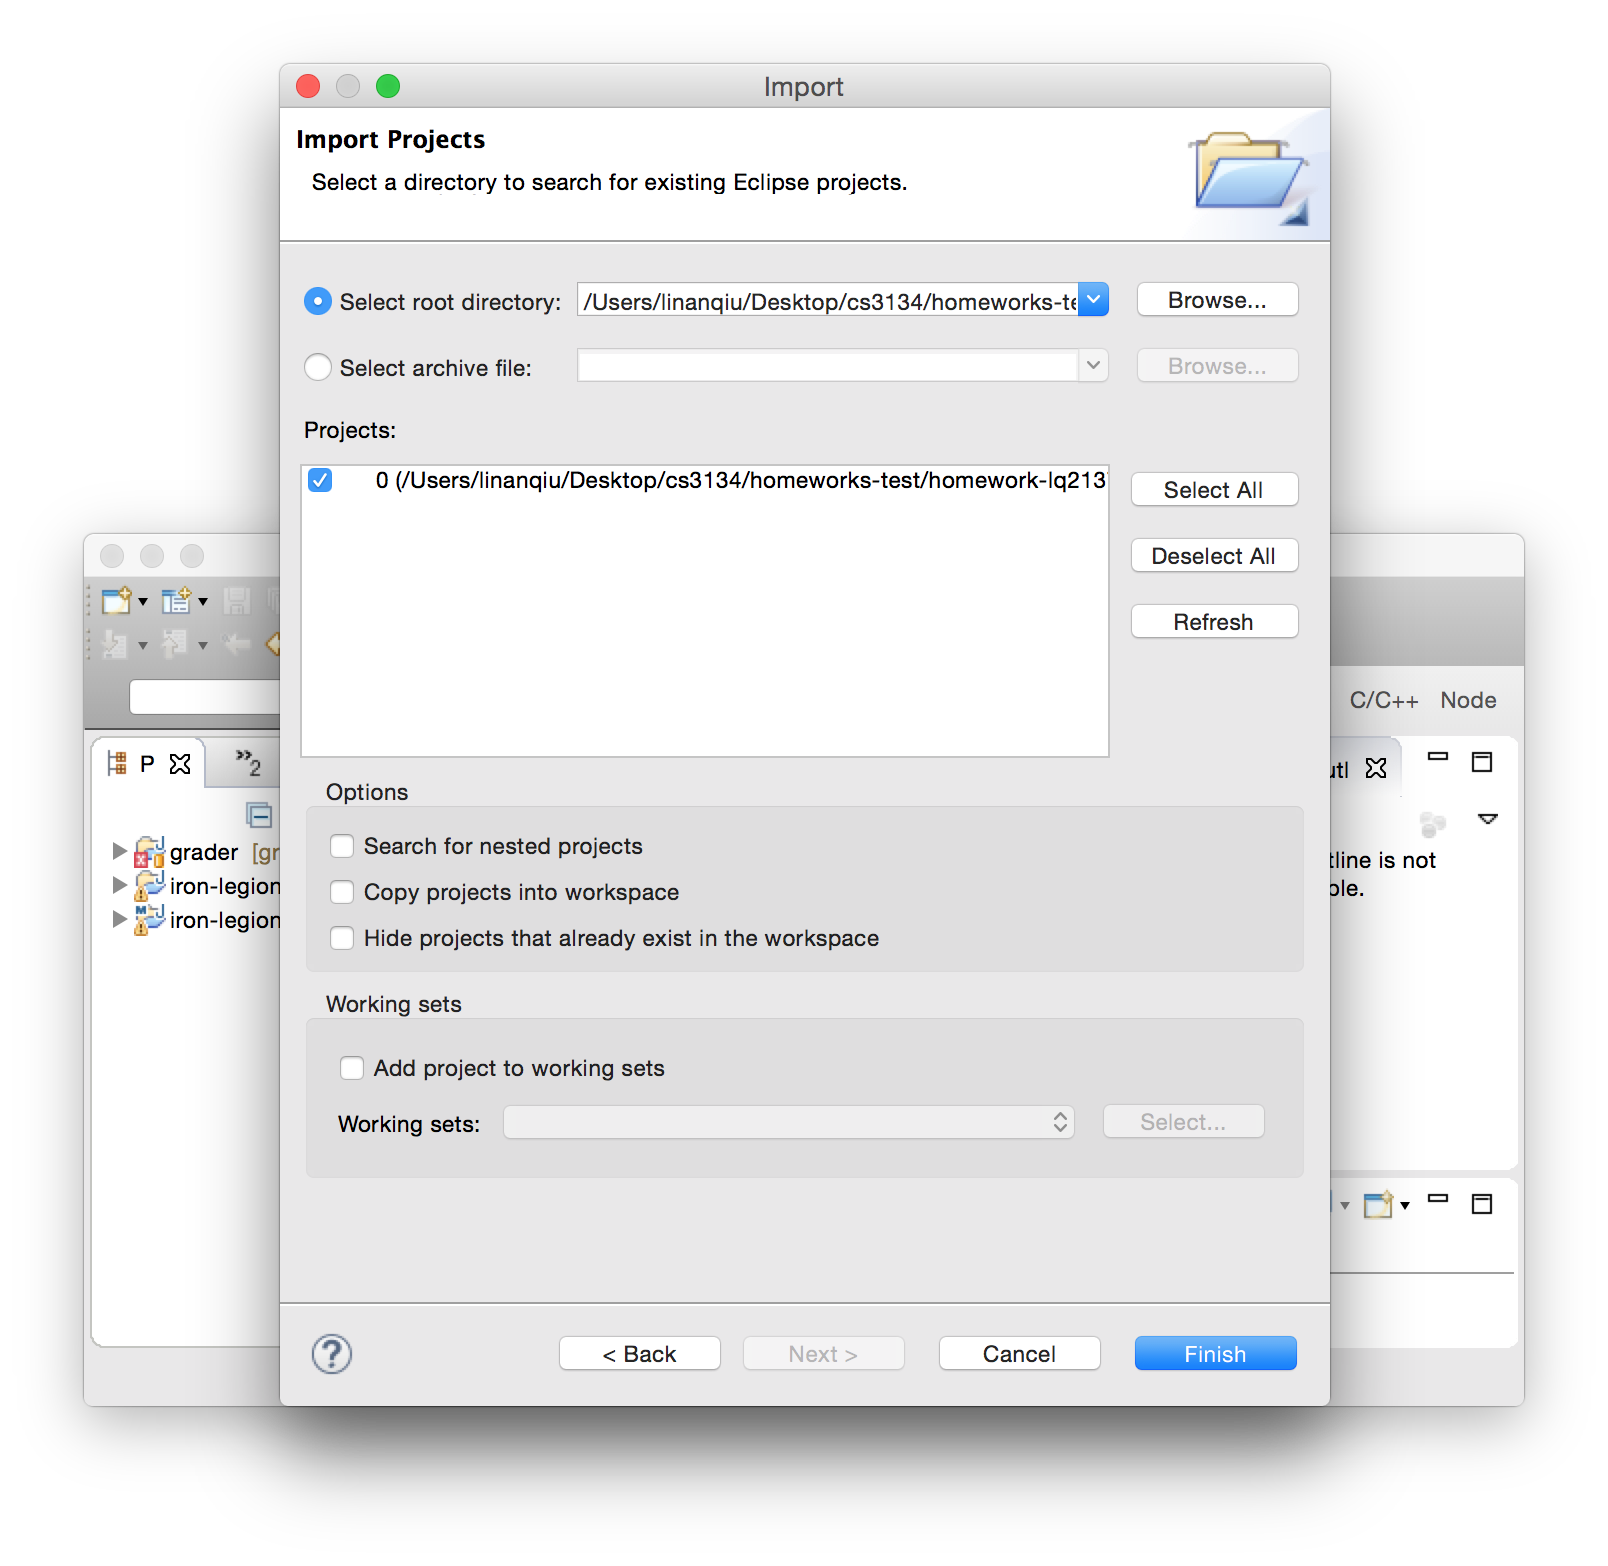 Import
Import Projects
Select a directory to search for existing Eclipse projects.
Select root directory: /Users/linanqiu/Desktop/cs3134/homeworks-te Browse...
Select archive file: Browse...
Projects:
0 (/Users/linanqiu/Desktop/cs3134/homeworks-test/homework-lq213
Select All
Deselect All
Refresh
C/C++ Node
P 2
utl
Options
Search for nested projects
grader [gr
tline is not
iron-legion
Copy projects into workspace
ble.
iron-legion
Hide projects that already exist in the workspace
Working sets
Add project to working sets
Working sets: Select...
? < Back Next > Cancel Finish